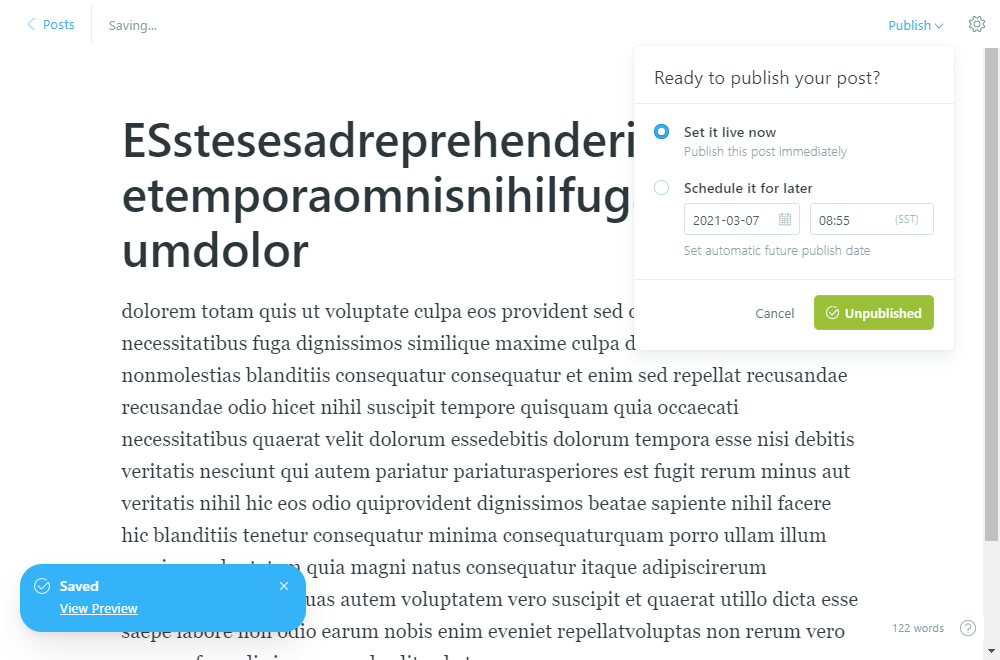 Posts
Saving...
Publish
Ready to publish your post?
Set it live now
Publish this post immediately
Schedule it for later
2021-03-07
08:55 (SST)
Set automatic future publish date
Cancel
Unpublished
ESstesesadreprehenderi
etemporaomnisnihilfug
umdolor
dolorem totam quis ut voluptate culpa eos provident sed
necessitatibus fuga dignissimos similique maxime culpa
nonmolestias blanditiis consequatur consequatur et enim sed repellat recusandae
recusandae odio hicet nihil suscipit tempore quisquam quia occaecati
necessitatibus quaerat velit dolorum essedebitis dolorum tempora esse nisi debitis
veritatis nesciunt qui autem pariatur pariaturasperiores est fugit rerum minus aut
veritatis nihil hic eos odio quiprovident dignissimos beatae sapiente nihil facere
hic blanditiis tenetur consequatur minima consequaturquam porro ullam illum
quia magni natus consequatur itaque adipiscirerum
autem voluptatem vero suscipit et quaerat utillo dicta esse
saepe labore non odio earum nobis enim eveniet repellatvoluptas non rerum vero
Saved
View Preview
122 words